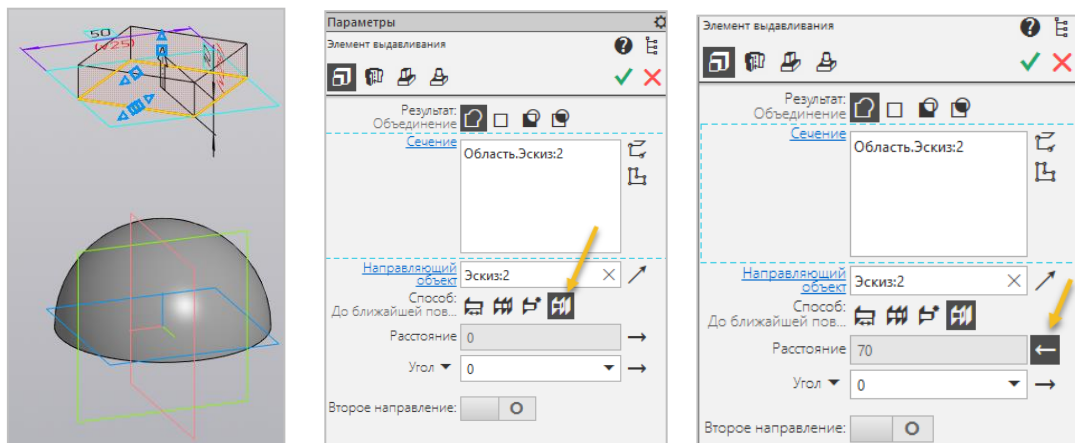 50
(v25)
Параметры
Элемент выдавливания
?
Результат:
Объединение
Сечение
Область.Эскиз:2
Направляющий
объект
Эскиз:2
Способ:
До ближайшей пов...
Расстояние 0
Угол 0
Второе направление:
Элемент выдавливания
?
Результат:
Объединение
Сечение
Область.Эскиз:2
Направляющий
объект
Эскиз:2
Способ:
До ближайшей пов...
Расстояние 70
Угол 0
Второе направление: